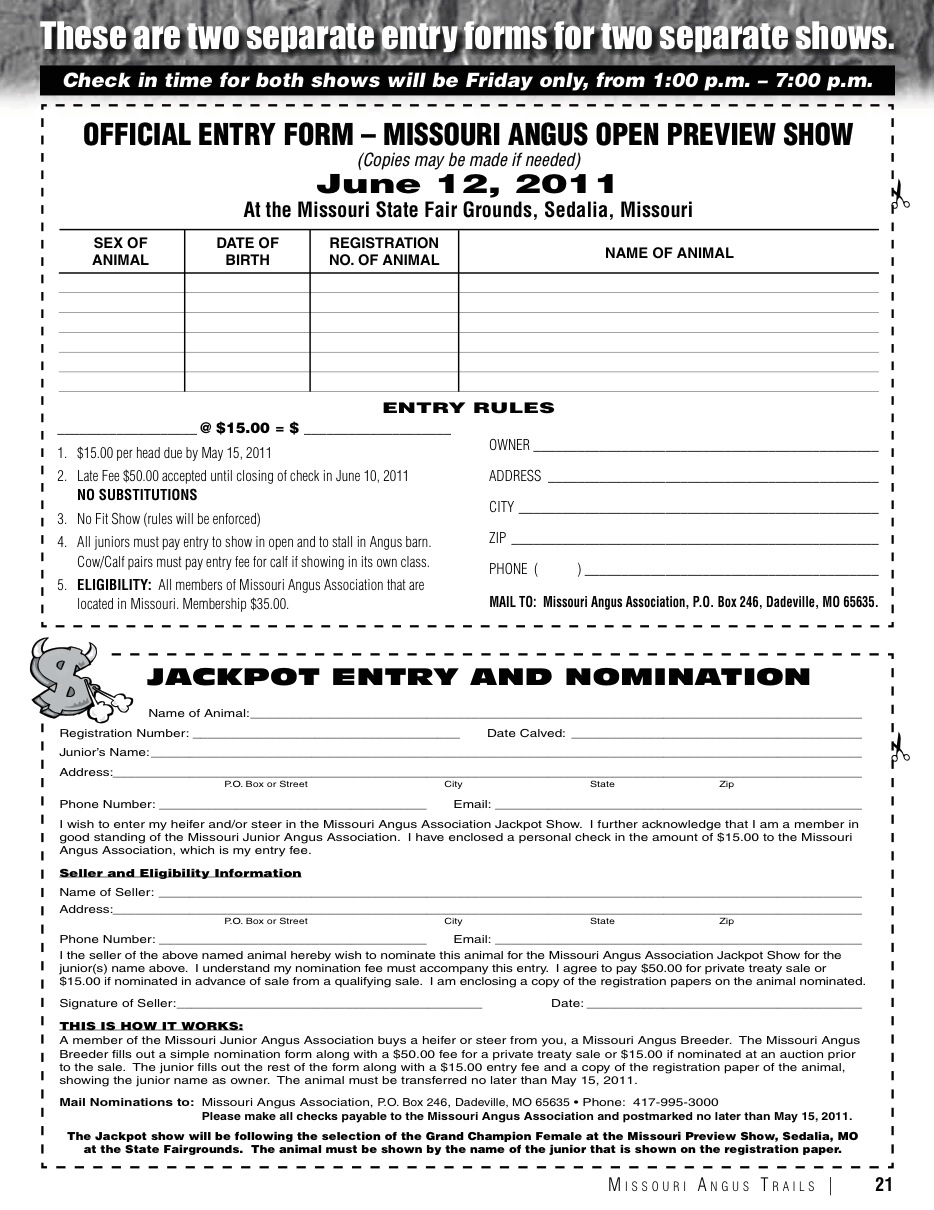 These are two separate entry forms for two separate shows.
Check in time for both shows will be Friday only, from 1:00 p.m. – 7:00 p.m.
OFFICIAL ENTRY FORM – MISSOURI ANGUS OPEN PREVIEW SHOW
(Copies may be made if needed)
June 12, 2011
At the Missouri State Fair Grounds, Sedalia, Missouri
SEX OF ANIMAL
DATE OF BIRTH
REGISTRATION NO. OF ANIMAL
NAME OF ANIMAL
ENTRY RULES
____________________ @ $15.00 = $ ____________________
1. $15.00 per head due by May 15, 2011
2. Late Fee $50.00 accepted until closing of check in June 10, 2011
NO SUBSTITUTIONS
3. No Fit Show (rules will be enforced)
4. All juniors must pay entry to show in open and to stall in Angus barn.
Cow/Calf pairs must pay entry fee for calf if showing in its own class.
5. ELIGIBILITY: All members of Missouri Angus Association that are
located in Missouri. Membership $35.00.
OWNER
ADDRESS
CITY
ZIP
PHONE ( )
MAIL TO: Missouri Angus Association, P.O. Box 246, Dadeville, MO 65635.
$
JACKPOT ENTRY AND NOMINATION
Name of Animal:
Registration Number: Date Calved:
Junior's Name:
Address:
P.O. Box or Street City State Zip
Phone Number: Email:
I wish to enter my heifer and/or steer in the Missouri Angus Association Jackpot Show. I further acknowledge that I am a member in
good standing of the Missouri Junior Angus Association. I have enclosed a personal check in the amount of $15.00 to the Missouri
Angus Association, which is my entry fee.
Seller and Eligibility Information
Name of Seller:
Address:
P.O. Box or Street City State Zip
Phone Number: Email:
I the seller of the above named animal hereby wish to nominate this animal for the Missouri Angus Association Jackpot Show for the
junior(s) name above. I understand my nomination fee must accompany this entry. I agree to pay $50.00 for private treaty sale or
$15.00 if nominated in advance of sale from a qualifying sale. I am enclosing a copy of the registration papers on the animal nominated.
Signature of Seller: Date:
THIS IS HOW IT WORKS:
A member of the Missouri Junior Angus Association buys a heifer or steer from you, a Missouri Angus Breeder. The Missouri Angus
Breeder fills out a simple nomination form along with a $50.00 fee for a private treaty sale or $15.00 if nominated at an auction prior
to the sale. The junior fills out the rest of the form along with a $15.00 entry fee and a copy of the registration paper of the animal,
showing the junior name as owner. The animal must be transferred no later than May 15, 2011.
Mail Nominations to: Missouri Angus Association, P.O. Box 246, Dadeville, MO 65635 • Phone: 417-995-3000
Please make all checks payable to the Missouri Angus Association and postmarked no later than May 15, 2011.
The Jackpot show will be following the selection of the Grand Champion Female at the Missouri Preview Show, Sedalia, MO
at the State Fairgrounds. The animal must be shown by the name of the junior that is shown on the registration paper.
MISSOURI ANGUS TRAILS | 21